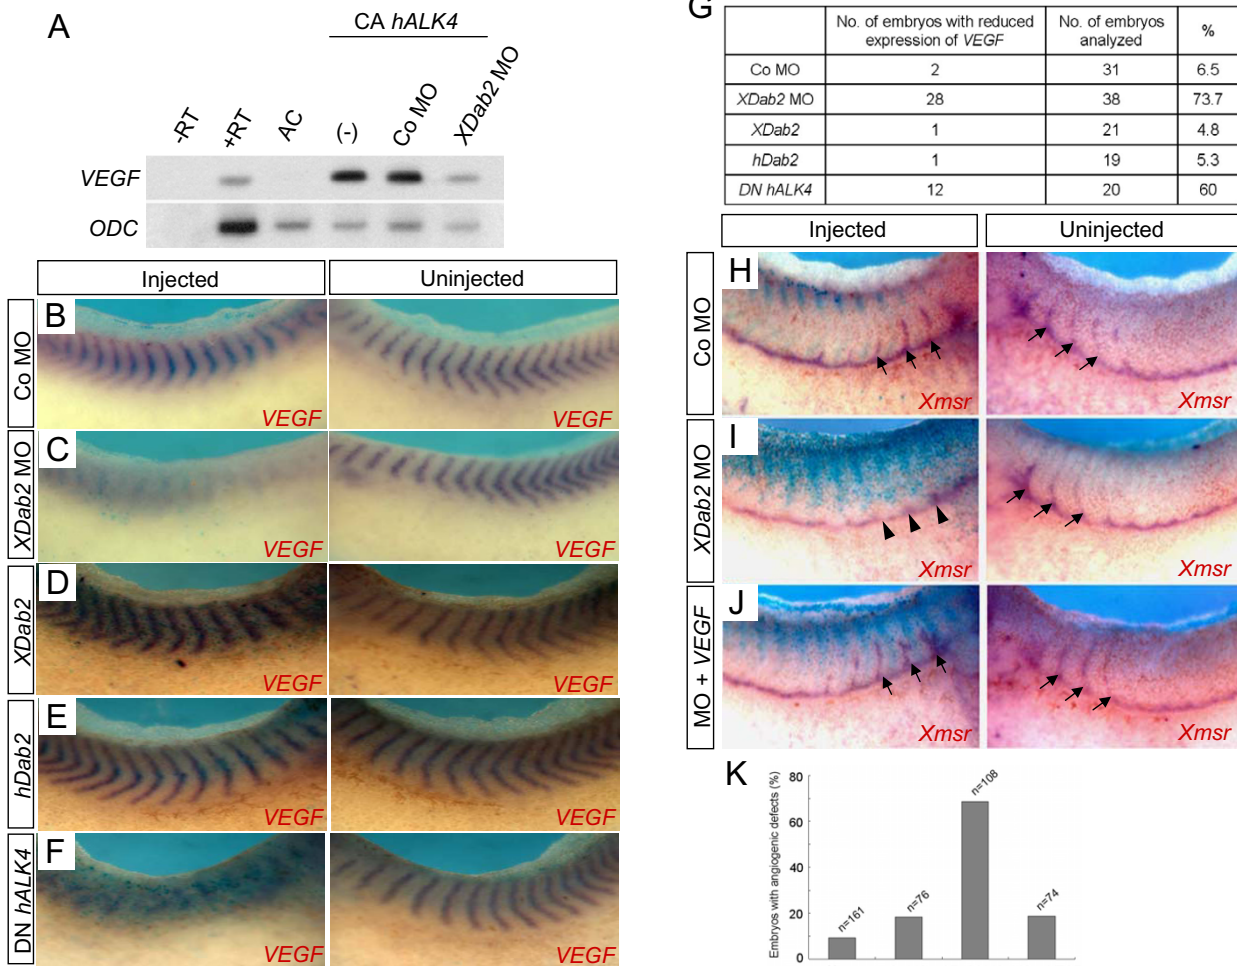 A
CA hALK4
-RT
+RT
AC
(-)
Co MO
XDab2 MO
VEGF
ODC
Injected
Uninjected
Co MO
B
VEGF
VEGF
XDab2 MO
C
VEGF
VEGF
XDab2
D
VEGF
VEGF
hDab2
E
VEGF
VEGF
DN hALK4
F
VEGF
VEGF
G
No. of embryos with reduced expression of VEGF
No. of embryos analyzed
%
Co MO 2 31 6.5
XDab2 MO 28 38 73.7
XDab2 1 21 4.8
hDab2 1 19 5.3
DN hALK4 12 20 60
Injected
Uninjected
Co MO
H
Xmsr
Xmsr
XDab2 MO
I
Xmsr
Xmsr
MO + VEGF
J
Xmsr
Xmsr
K
Embryos with angiogenic defects (%)
80
60
40
20
0
n=161
n=76
n=108
n=74